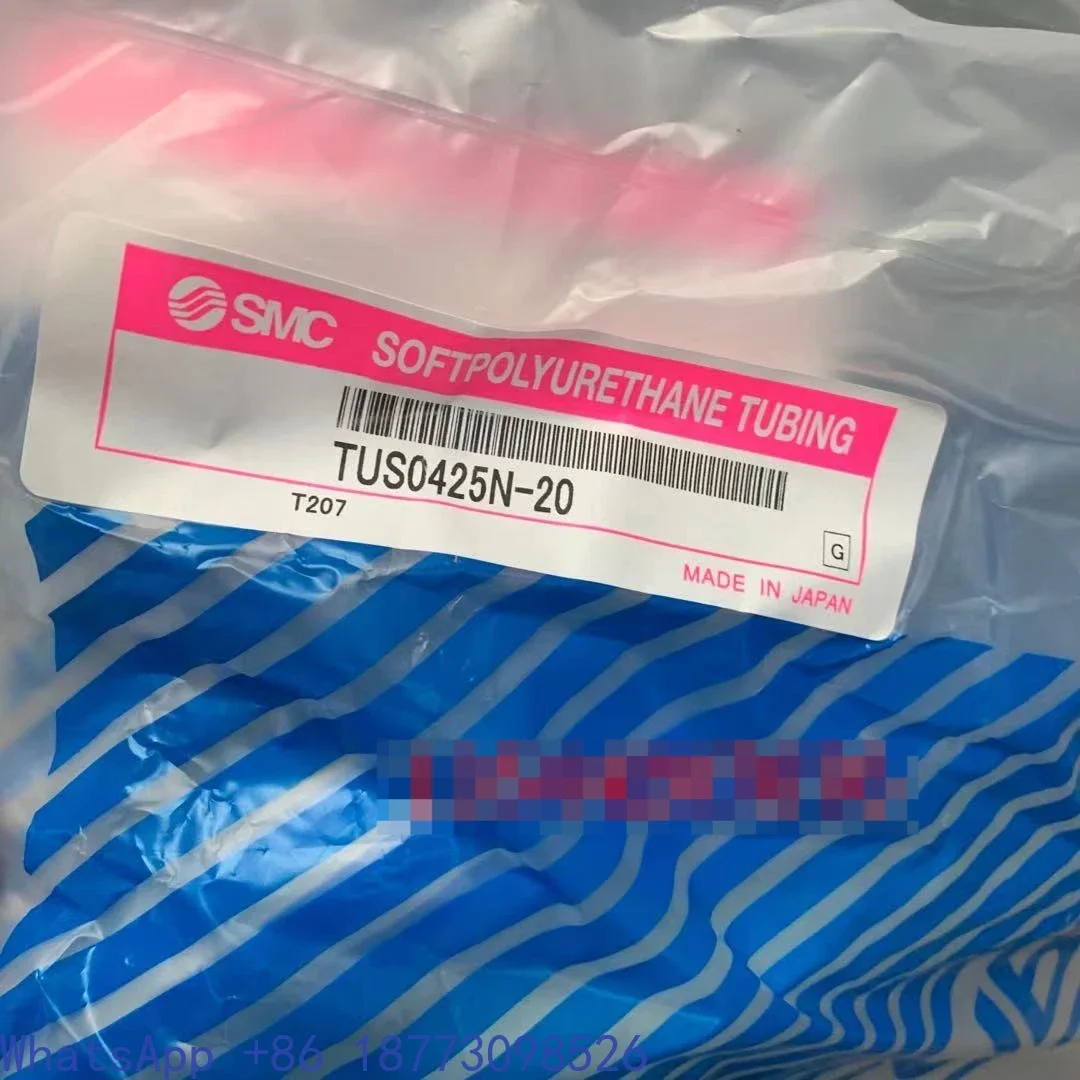 SMC SOFTPOLYURETHANE TUBING
TUS0425N-20
T207
G
MADE IN JAPAN
WhatsApp +86 18773098526